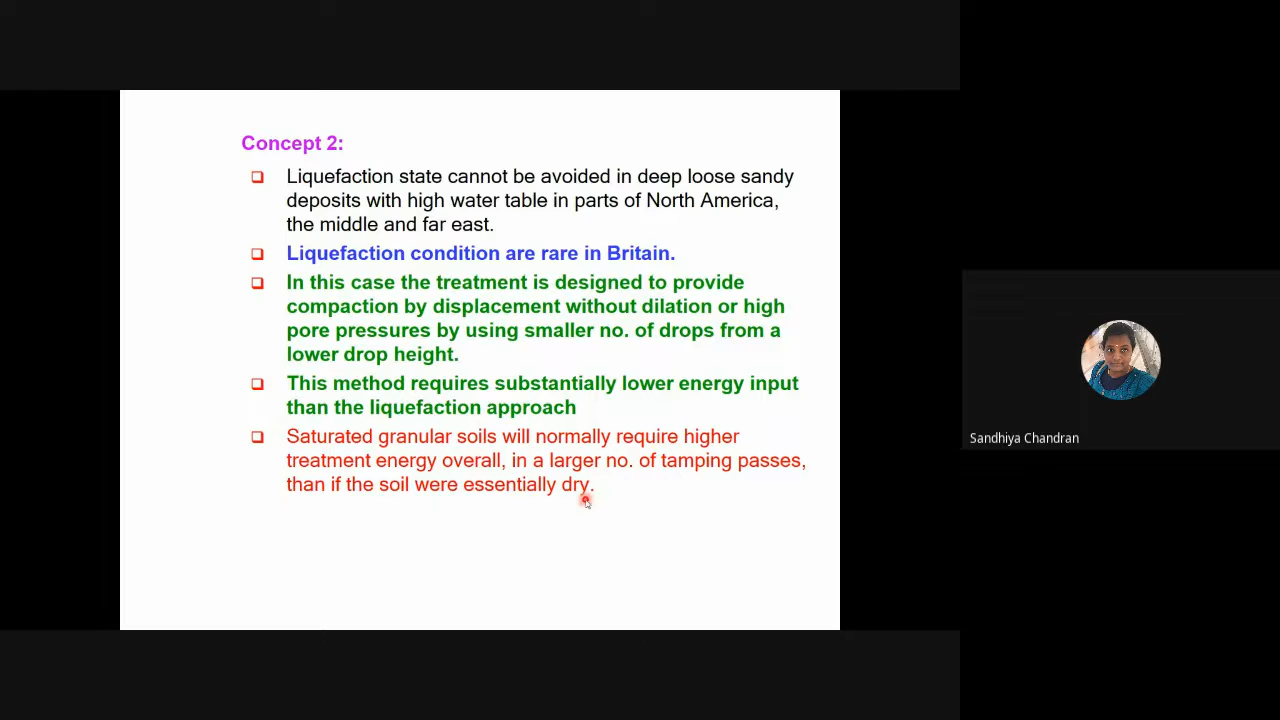 Concept 2:
Liquefaction state cannot be avoided in deep loose sandy
deposits with high water table in parts of North America,
the middle and far east.
Liquefaction condition are rare in Britain.
In this case the treatment is designed to provide
compaction by displacement without dilation or high
pore pressures by using smaller no. of drops from a
lower drop height.
This method requires substantially lower energy input
than the liquefaction approach
Saturated granular soils will normally require higher
treatment energy overall, in a larger no. of tamping passes,
than if the soil were essentially dry.
Sandhiya Chandran